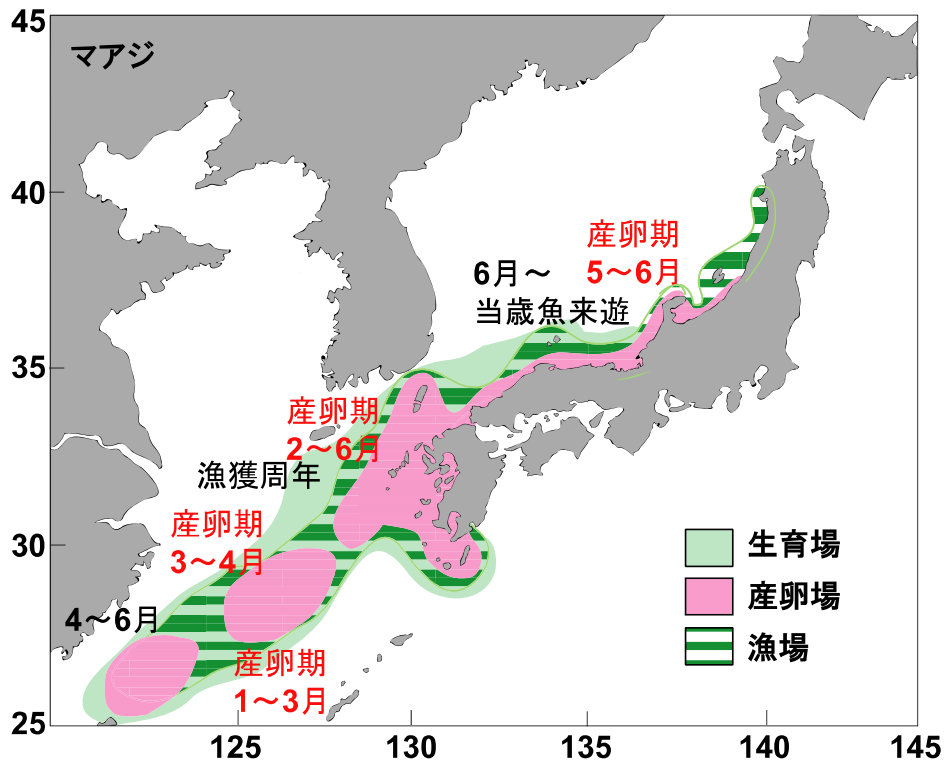 45
マアジ
40
産卵期
5～6月
6月～
当歳魚来遊
35
産卵期
2～6月
漁獲周年
産卵期
3～4月
30
生育場
産卵場
漁場
4～6月
産卵期
1～3月
25
125
130
135
140
145